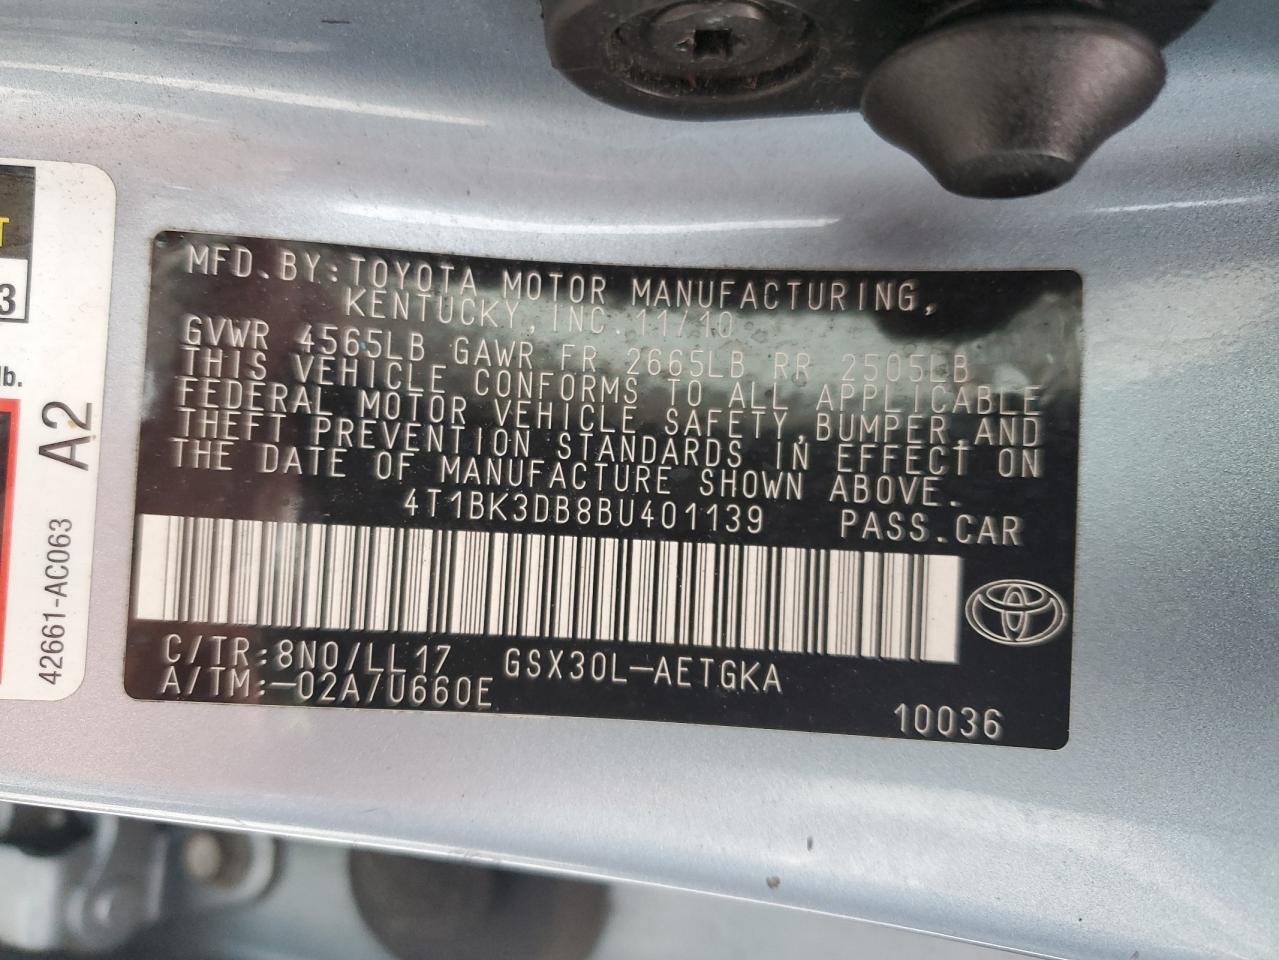 MFD.BY:TOYOTA MOTOR MANUFACTURING,
KENTUCKY,INC.11/10
GVWR 4565LB GAWR FR 2665LB RR 2505LB
THIS VEHICLE CONFORMS TO ALL APPLICABLE
FEDERAL MOTOR VEHICLE SAFETY,BUMPER,AND
THEFT PREVENTION STANDARDS IN EFFECT ON
THE DATE OF MANUFACTURE SHOWN ABOVE.
4T1BK3DB8BU401139 PASS.CAR
C/TR:8N0/LL17 GSX30L-AETGKA
A/TM:-02A/U660E
10036
T
3
lb.
A2
42661-AC063